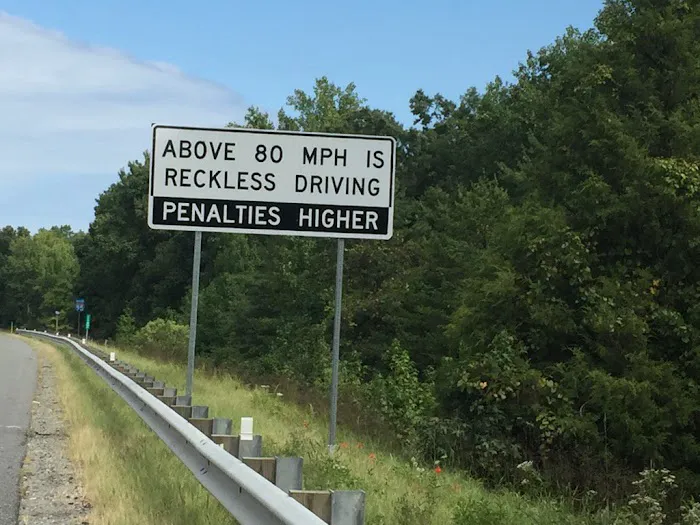 ABOVE 80 MPH IS
RECKLESS DRIVING
PENALTIES HIGHER